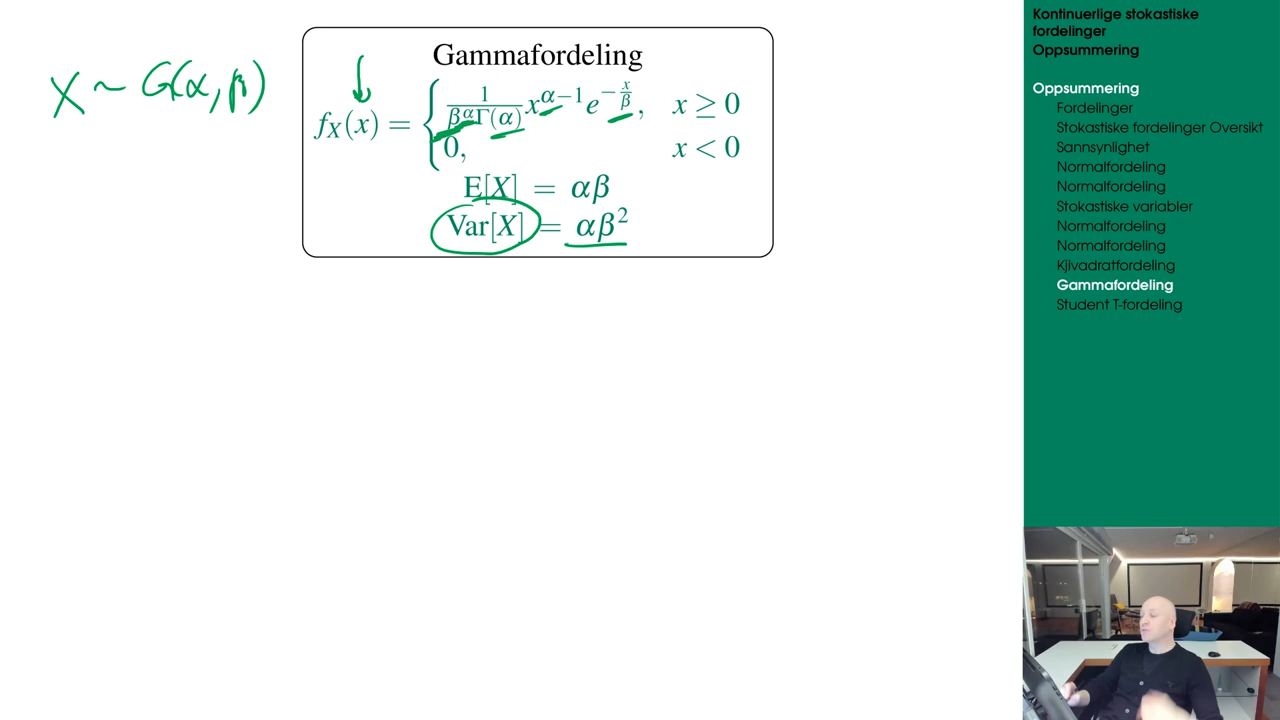 X ~ G(α, β)
Gammafordeling
f_X(x) = { 1/(β^α Γ(α)) x^{α−1} e^{−x/β}, x ≥ 0
0, x < 0
E[X] = αβ
Var[X] = αβ²
Kontinuerlige stokastiske
fordelinger
Oppsummering
Oppsummering
Fordelinger
Stokastiske fordelinger Oversikt
Sannsynlighet
Normalfordeling
Normalfordeling
Stokastiske variabler
Normalfordeling
Normalfordeling
Kjivadratfordeling
Gammafordeling
Student T-fordeling